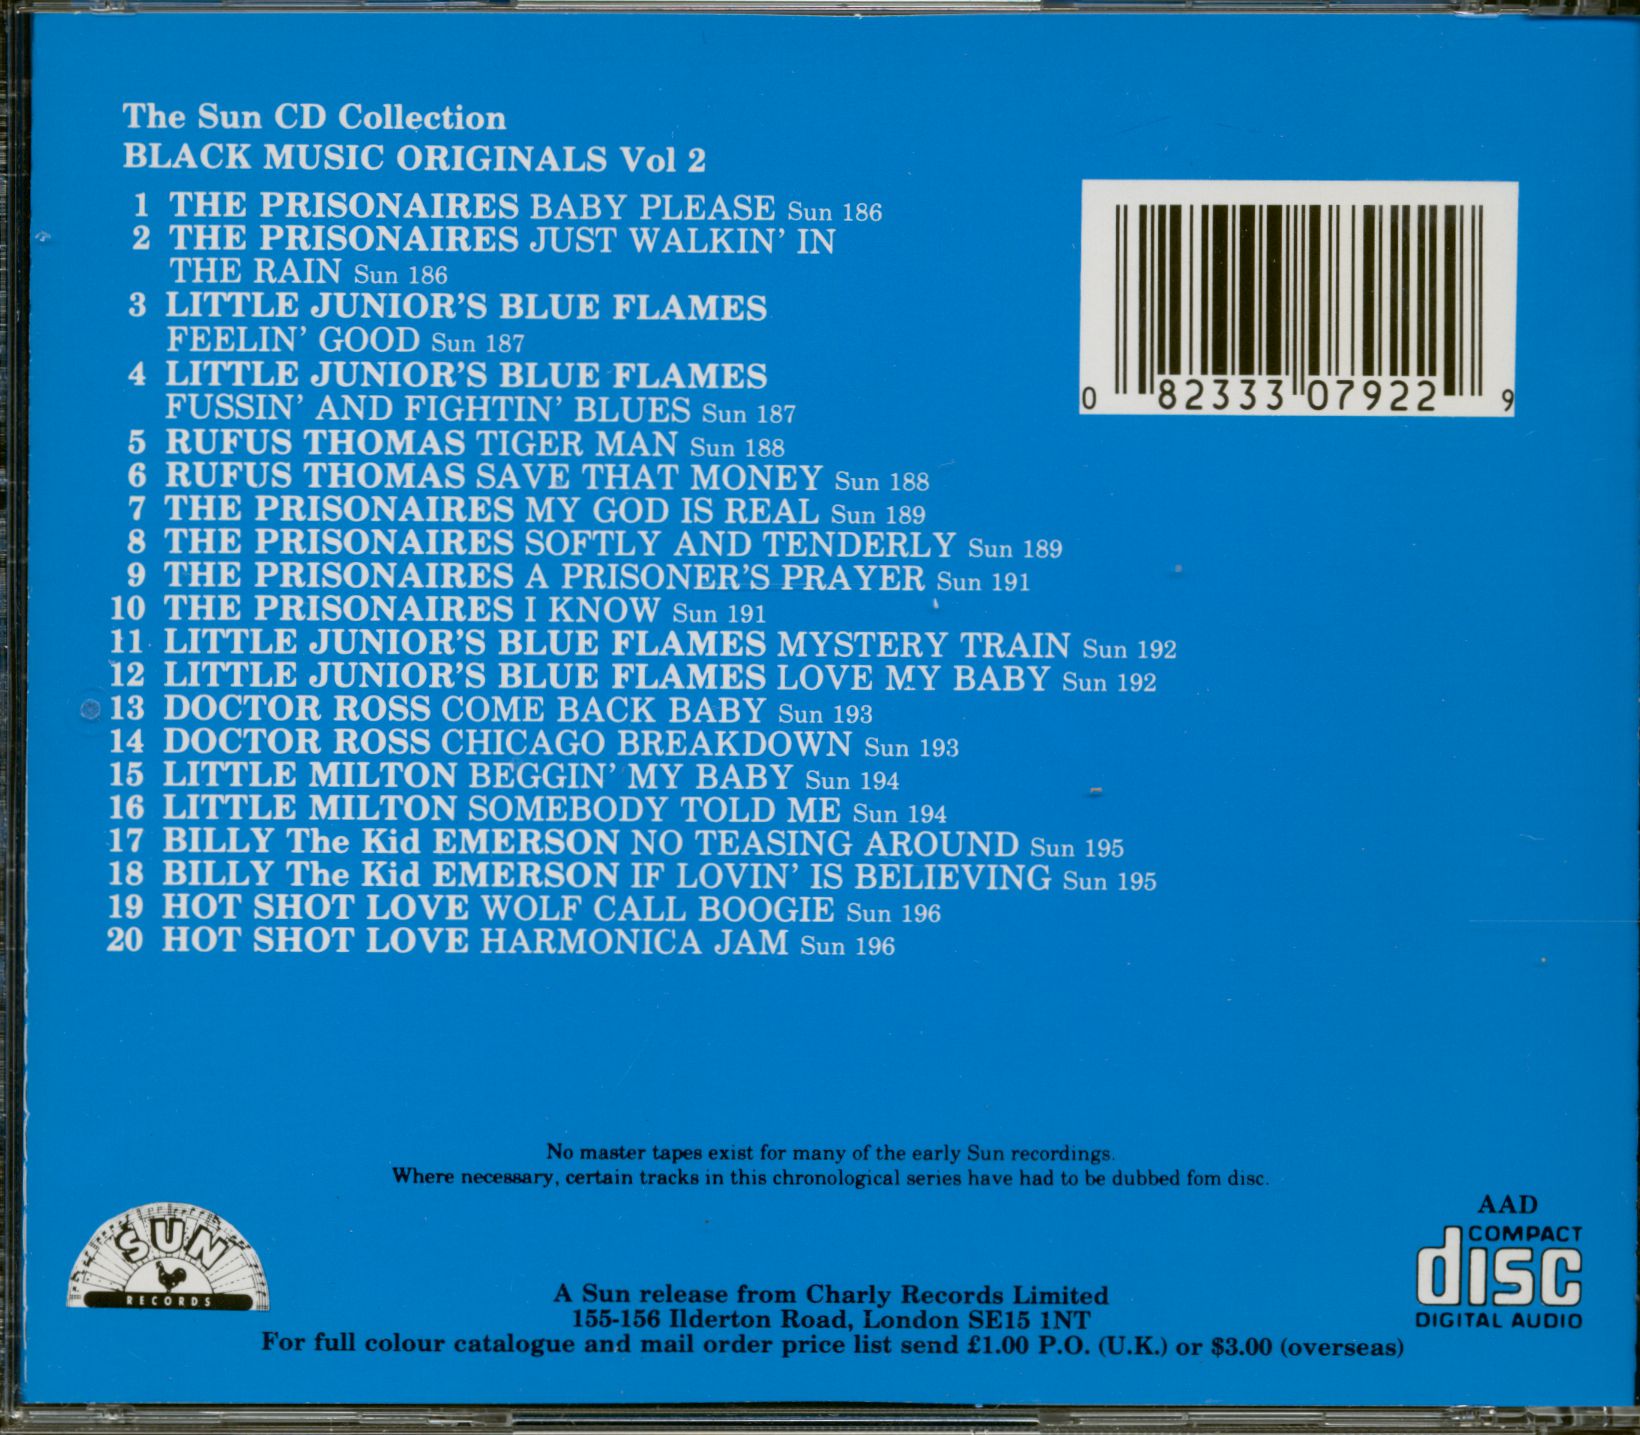 The Sun CD Collection
BLACK MUSIC ORIGINALS Vol 2
1 THE PRISONAIRES BABY PLEASE Sun 186
2 THE PRISONAIRES JUST WALKIN' IN
THE RAIN Sun 186
3 LITTLE JUNIOR'S BLUE FLAMES
FEELIN' GOOD Sun 187
4 LITTLE JUNIOR'S BLUE FLAMES
FUSSIN' AND FIGHTIN' BLUES Sun 187
5 RUFUS THOMAS TIGER MAN Sun 188
6 RUFUS THOMAS SAVE THAT MONEY Sun 188
7 THE PRISONAIRES MY GOD IS REAL Sun 189
8 THE PRISONAIRES SOFTLY AND TENDERLY Sun 189
9 THE PRISONAIRES A PRISONER'S PRAYER Sun 191
10 THE PRISONAIRES I KNOW Sun 191
11 LITTLE JUNIOR'S BLUE FLAMES MYSTERY TRAIN Sun 192
12 LITTLE JUNIOR'S BLUE FLAMES LOVE MY BABY Sun 192
13 DOCTOR ROSS COME BACK BABY Sun 193
14 DOCTOR ROSS CHICAGO BREAKDOWN Sun 193
15 LITTLE MILTON BEGGIN' MY BABY Sun 194
16 LITTLE MILTON SOMEBODY TOLD ME Sun 194
17 BILLY The Kid EMERSON NO TEASING AROUND Sun 195
18 BILLY The Kid EMERSON IF LOVIN' IS BELIEVING Sun 195
19 HOT SHOT LOVE WOLF CALL BOOGIE Sun 196
20 HOT SHOT LOVE HARMONICA JAM Sun 196
0 82333 07922 9
No master tapes exist for many of the early Sun recordings.
Where necessary, certain tracks in this chronological series have had to be dubbed fom disc.
SUN
RECORDS
A Sun release from Charly Records Limited
155-156 Ilderton Road, London SE15 1NT
For full colour catalogue and mail order price list send £1.00 P.O. (U.K.) or $3.00 (overseas)
AAD
COMPACT
disc
DIGITAL AUDIO